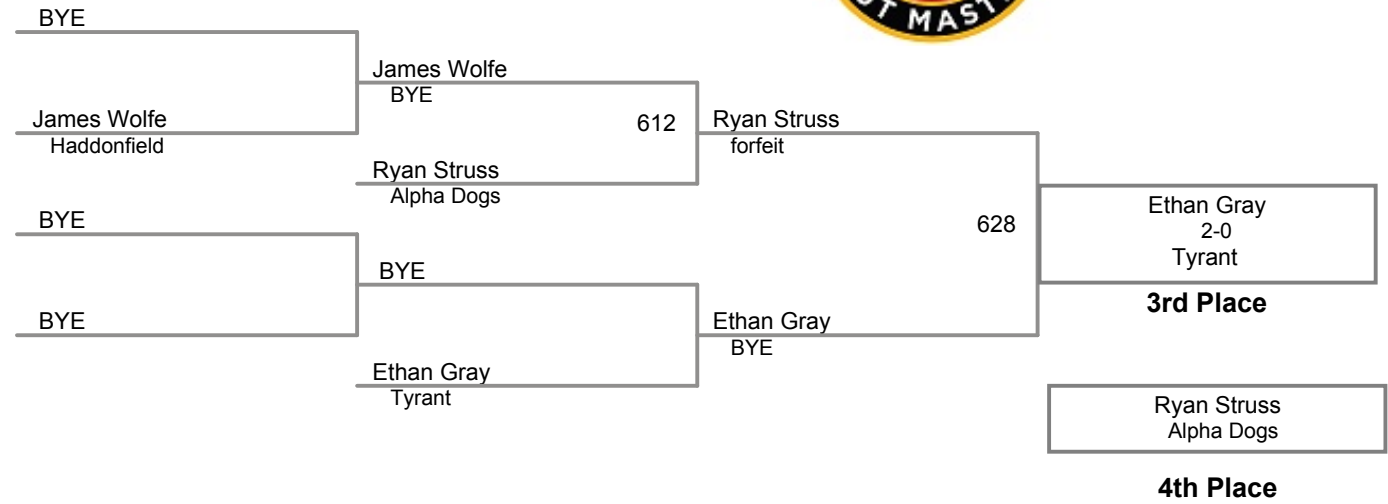 BYE
James Wolfe
Haddonfield
BYE
BYE
James Wolfe
BYE
612
Ryan Struss
Alpha Dogs
BYE
Ethan Gray
Tyrant
Ryan Struss
forfeit
628
Ethan Gray
BYE
Ethan Gray
2-0
Tyrant
3rd Place
Ryan Struss
Alpha Dogs
4th Place